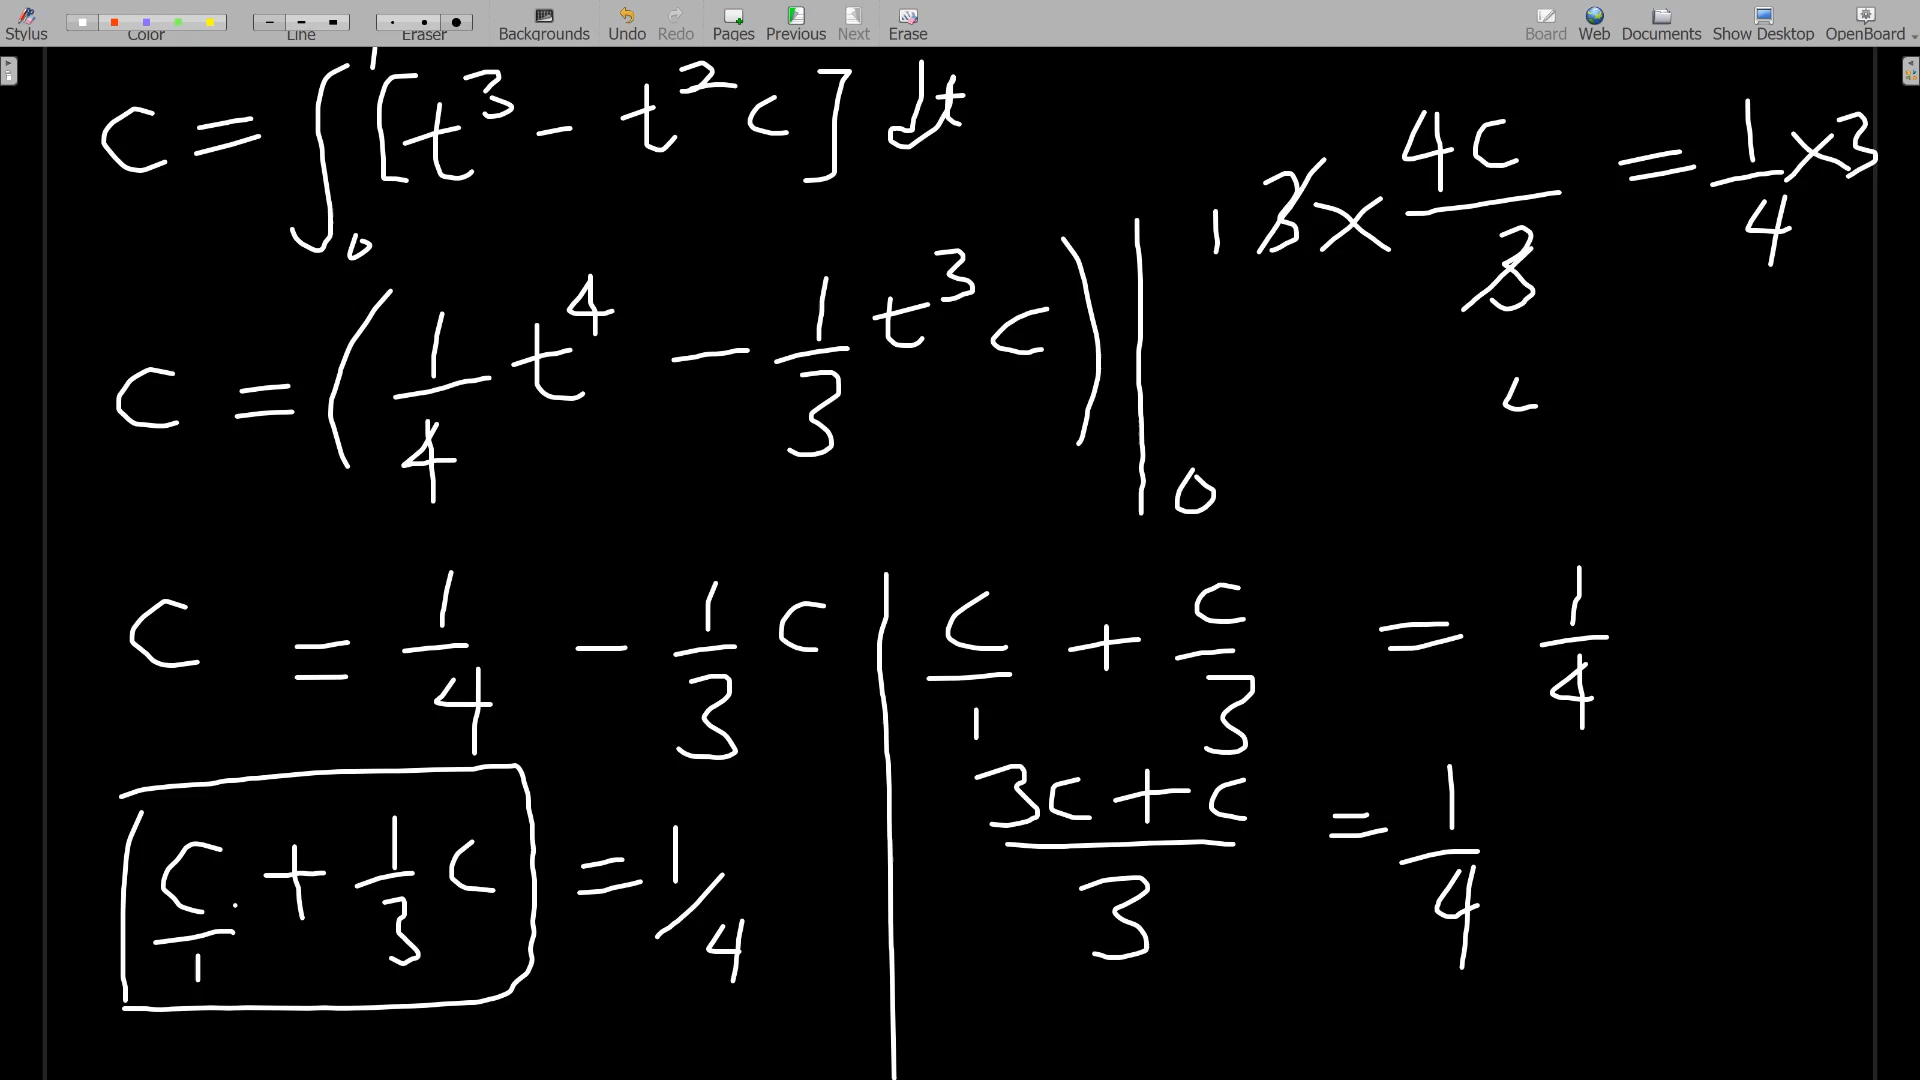 Stylus Color Line Eraser Backgrounds Undo Redo Pages Previous Next Erase Board Web Documents Show Desktop OpenBoard
C = ∫₀¹ [t³ - t²c] dt
C = (1/4 t⁴ - 1/3 t³ c) |₀
C = 1/4 - 1/3 c
C/1 + 1/3 c = 1/4
1 3 × 4c/3 = 1/4 × 3
c/1 + c/3 = 1/4
3c + c / 3 = 1/4